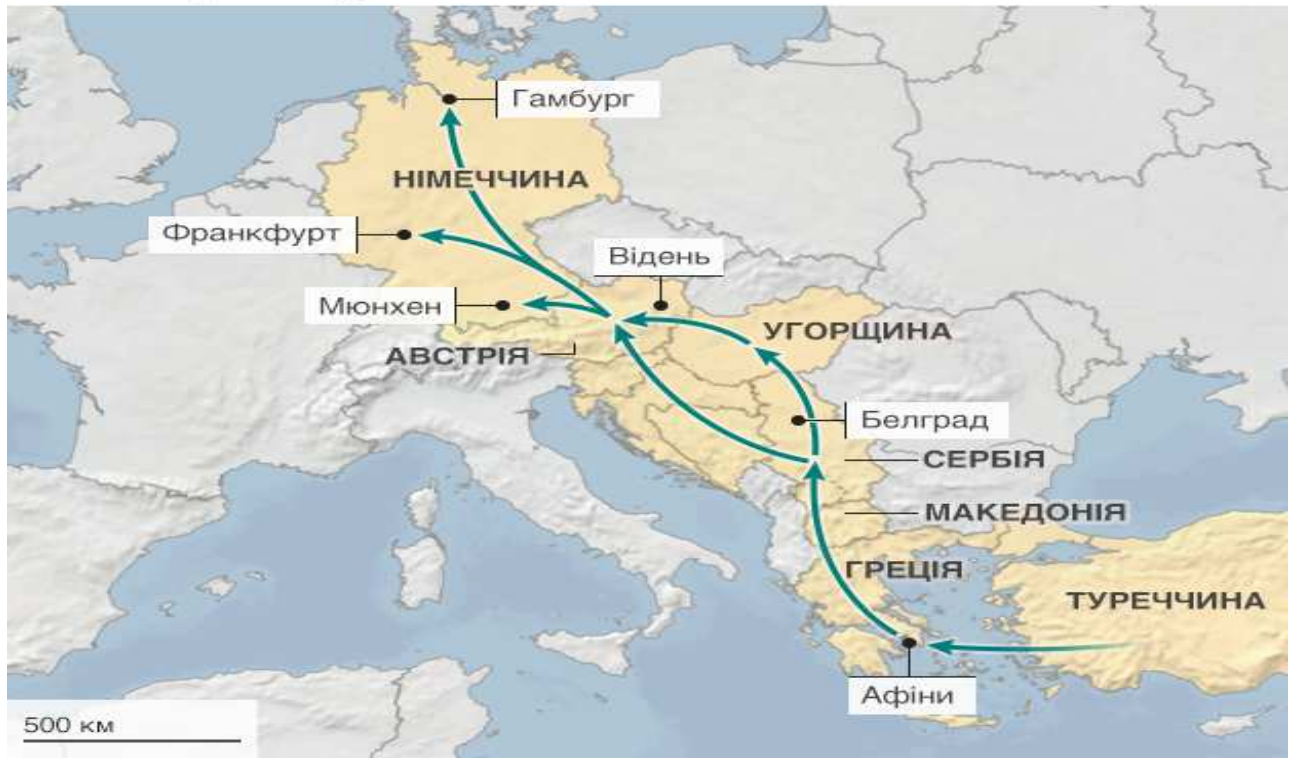 Гамбург
НІМЕЧЧИНА
Франкфурт
Відень
Мюнхен
УГОРЩИНА
АВСТРІЯ
Белград
СЕРБІЯ
МАКЕДОНІЯ
ГРЕЦІЯ
ТУРЕЧЧИНА
Афіни
500 км